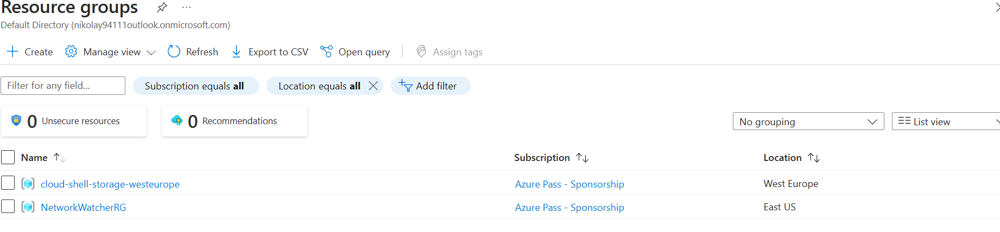 Resource groups ...
Default Directory (nikolay94111outlook.onmicrosoft.com)
Create Manage view Refresh Export to CSV Open query Assign tags
Filter for any field... Subscription equals all Location equals all Add filter
0 Unsecure resources 0 Recommendations No grouping List view
Name Subscription Location
cloud-shell-storage-westeurope Azure Pass - Sponsorship West Europe
NetworkWatcherRG Azure Pass - Sponsorship East US